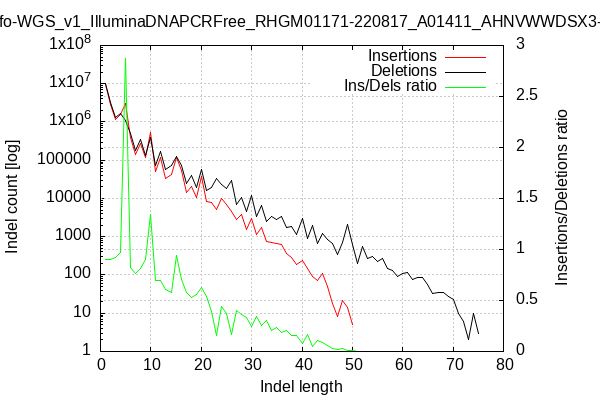 fo-WGS_v1_IlluminaDNAPCRFree_RHGM01171-220817_A01411_AHNVWWDSX3-
Insertions
Deletions
Ins/Dels ratio
1x10^8
1x10^7
1x10^6
100000
10000
1000
100
10
1
3
2.5
2
1.5
1
0.5
0
0 10 20 30 40 50 60 70 80
Indel count [log]
Insertions/Deletions ratio
Indel length